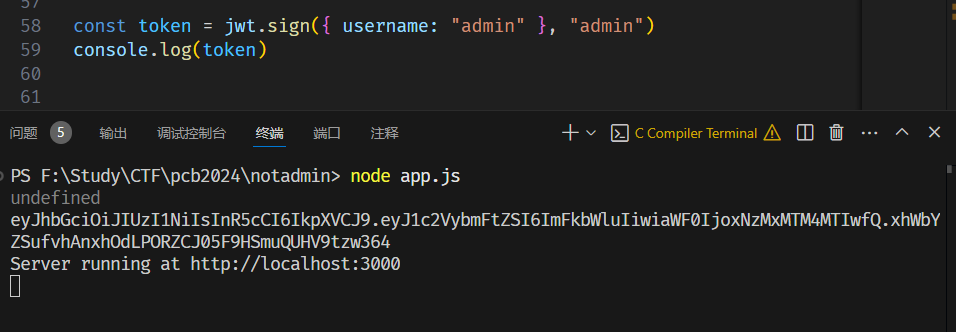 57
58 const token = jwt.sign({ username: "admin" }, "admin")
59 console.log(token)
60
61
问题 5 输出 调试控制台 终端 端口 注释 C Compiler Terminal
PS F:\Study\CTF\pcb2024\notadmin> node app.js
undefined
eyJhbGciOiJIUzI1NiIsInR5cCI6IkpXVCJ9.eyJ1c2VybmFtZSI6ImFkbWluIiwiaWF0IjoxNzMxMTM4MTIwfQ.xhWbY
ZSufvhAnxhOdLPORZCJ05F9HSmuQUHV9tzw364
Server running at http://localhost:3000